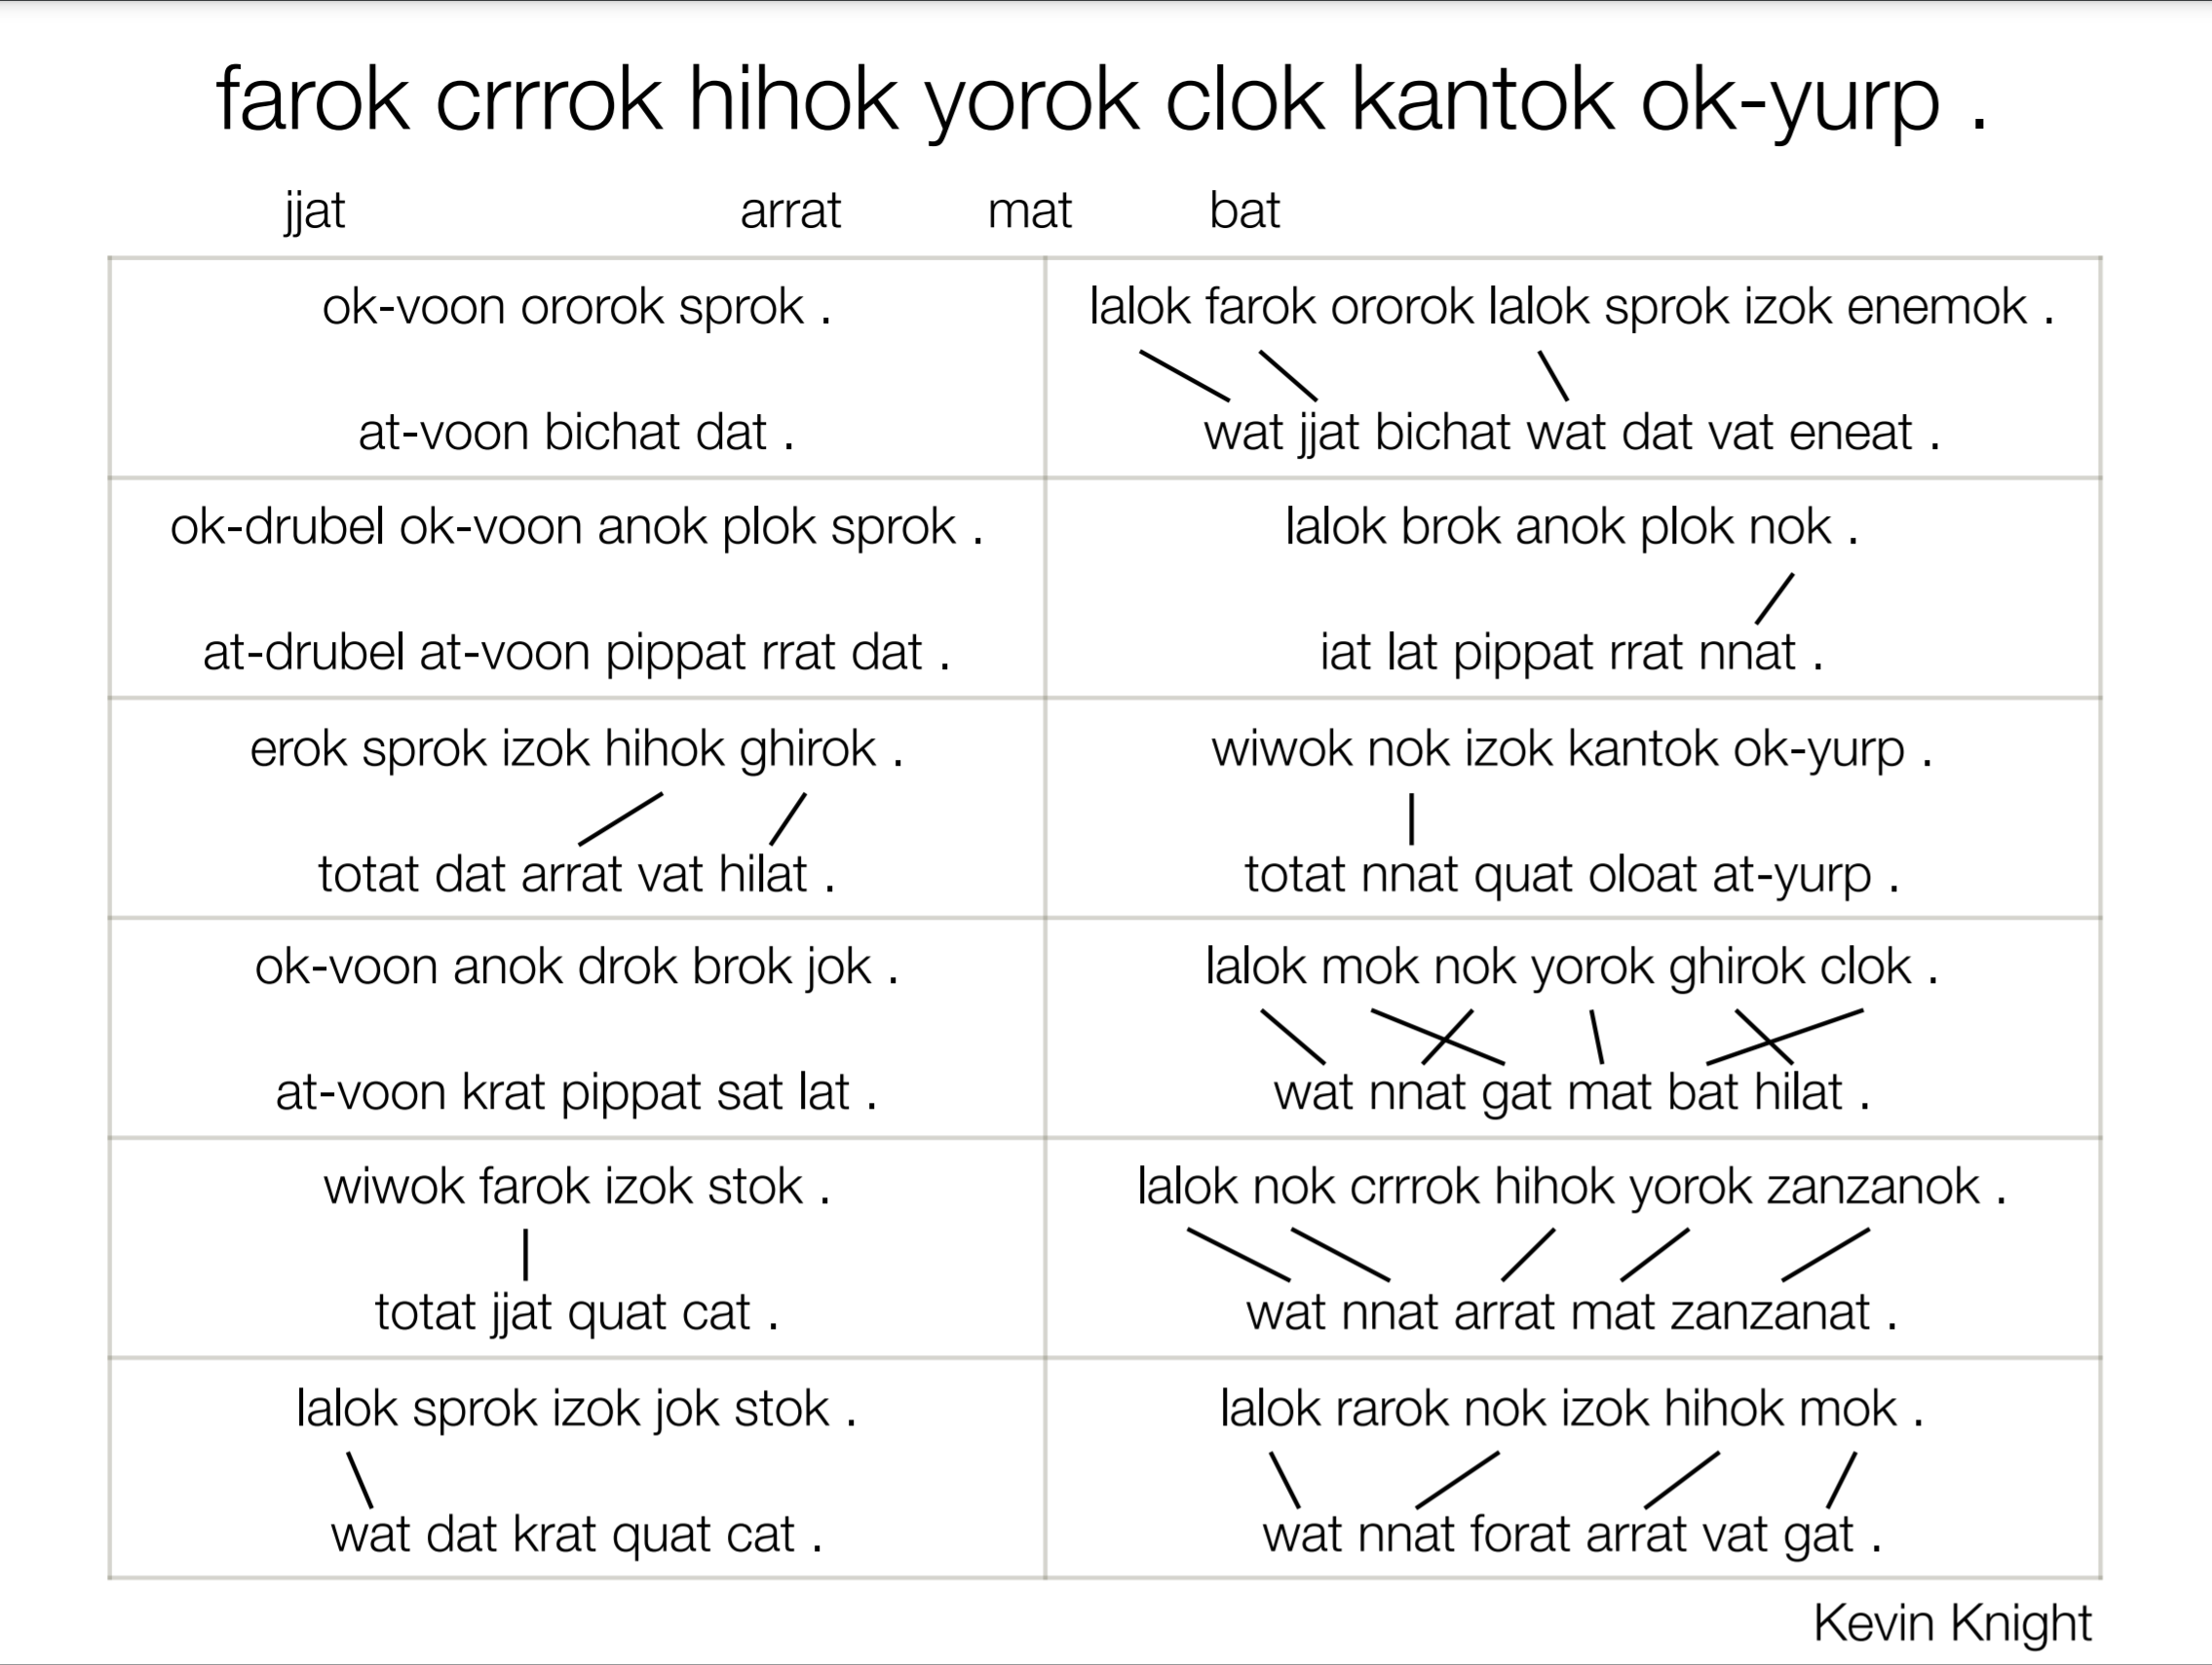 farok crrrok hihok yorok clok kantok ok-yurp .
jjat arrat mat bat
ok-voon ororok sprok .
at-voon bichat dat .
lalok farok ororok lalok sprok izok enemok .
wat jjat bichat wat dat vat eneat .
ok-drubel ok-voon anok plok sprok .
at-drubel at-voon pippat rrat dat .
lalok brok anok plok nok .
iat lat pippat rrat nnat .
erok sprok izok hihok ghirok .
totat dat arrat vat hilat .
wiwok nok izok kantok ok-yurp .
totat nnat quat oloat at-yurp .
ok-voon anok drok brok jok .
at-voon krat pippat sat lat .
lalok mok nok yorok ghirok clok .
wat nnat gat mat bat hilat .
wiwok farok izok stok .
totat jjat quat cat .
lalok nok crrrok hihok yorok zanzanok .
wat nnat arrat mat zanzanat .
lalok sprok izok jok stok .
wat dat krat quat cat .
lalok rarok nok izok hihok mok .
wat nnat forat arrat vat gat .
Kevin Knight